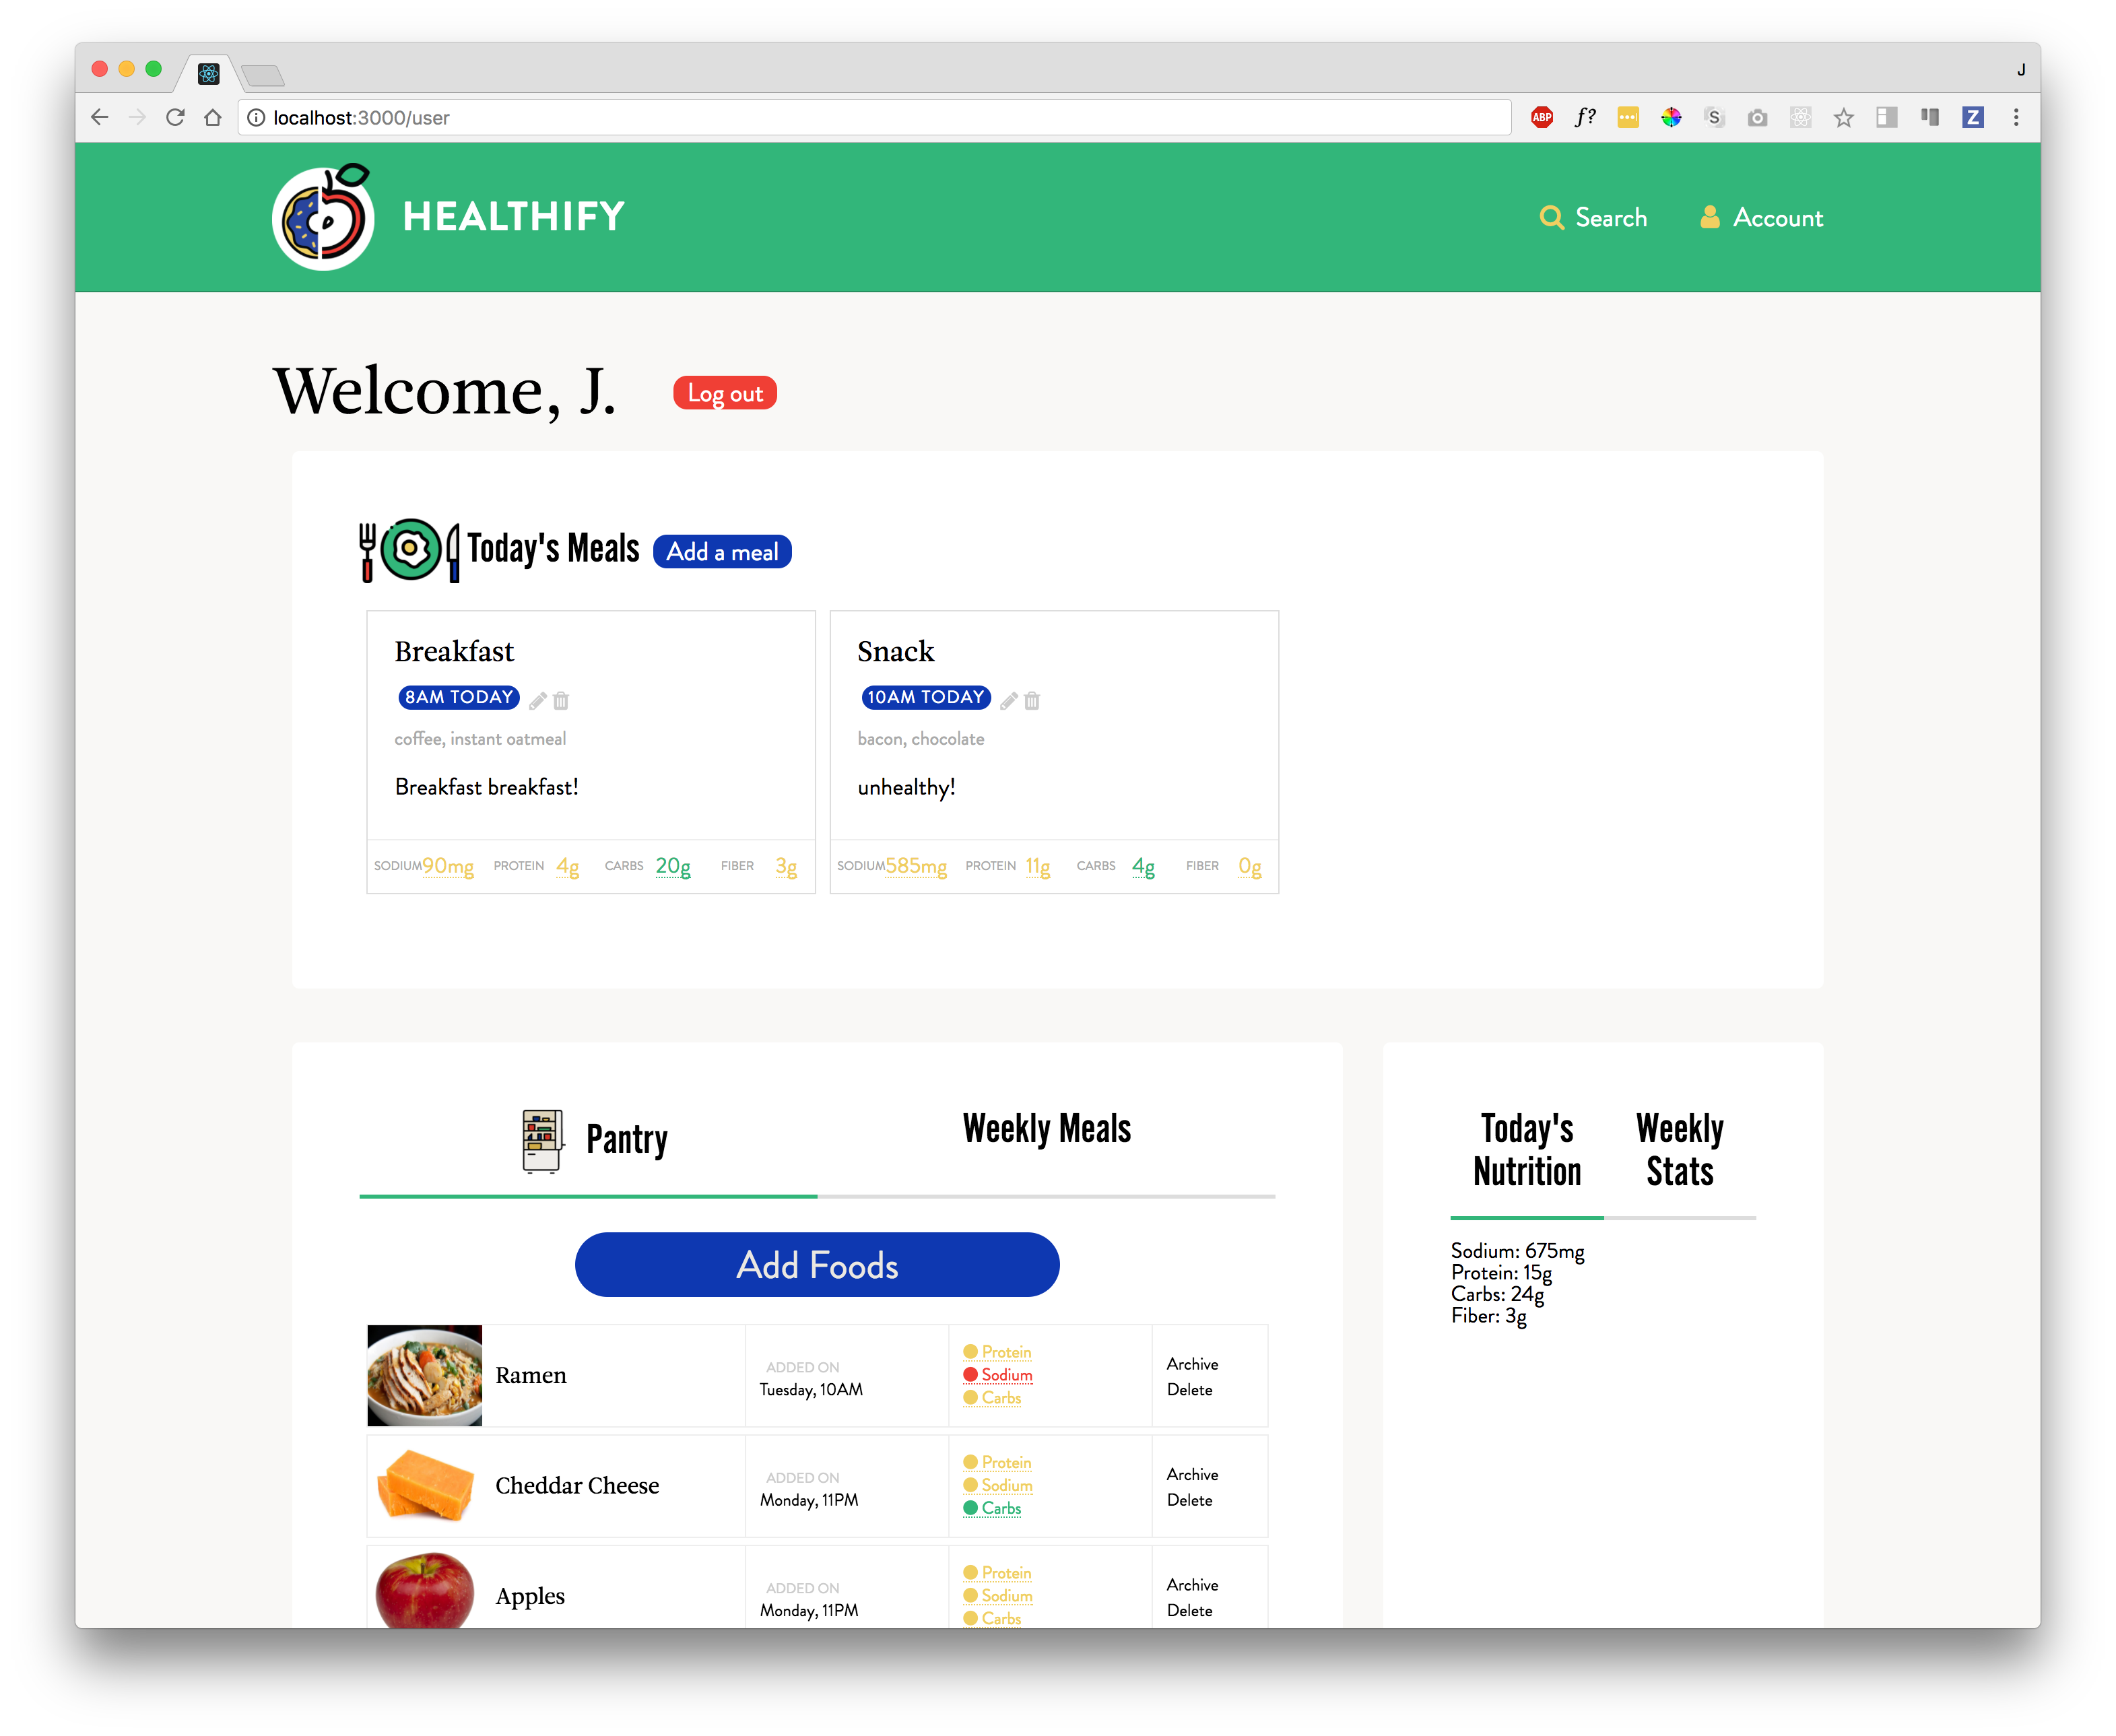 J
localhost:3000/user
ABP
f?
S
Z
HEALTHIFY
Search
Account
Welcome, J.
Log out
Today's Meals
Add a meal
Breakfast
8AM TODAY
coffee, instant oatmeal
Breakfast breakfast!
SODIUM 90mg PROTEIN 4g CARBS 20g FIBER 3g
Snack
10AM TODAY
bacon, chocolate
unhealthy!
SODIUM 585mg PROTEIN 11g CARBS 4g FIBER 0g
Pantry
Weekly Meals
Add Foods
Ramen
ADDED ON
Tuesday, 10AM
Protein
Sodium
Carbs
Archive
Delete
Cheddar Cheese
ADDED ON
Monday, 11PM
Protein
Sodium
Carbs
Archive
Delete
Apples
ADDED ON
Monday, 11PM
Protein
Sodium
Carbs
Archive
Delete
Today's
Nutrition
Weekly
Stats
Sodium: 675mg
Protein: 15g
Carbs: 24g
Fiber: 3g